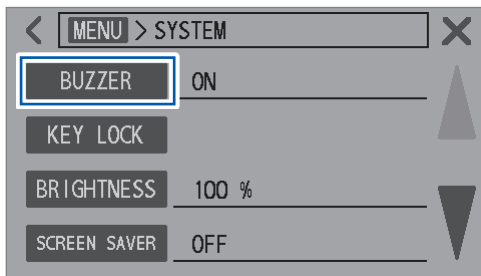 MENU > SYSTEM
BUZZER ON
KEY LOCK
BRIGHTNESS 100 %
SCREEN SAVER OFF